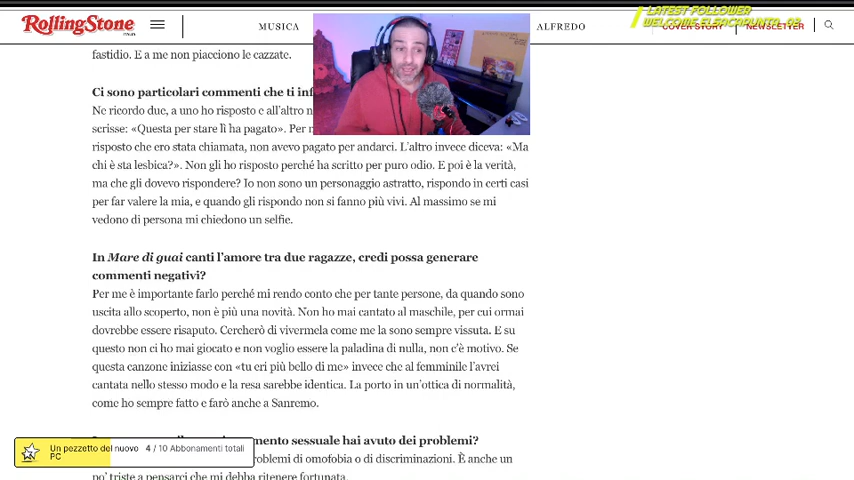 LATEST FOLLOWER
WELCOME.ELSACAPUNTA_03
RollingStone
MUSICA
ALFREDO
COVER STORY
NEWSLETTER
fastidio. E a me non piacciono le cazzate.
Ci sono particolari commenti che ti
Ne ricordo due, a uno ho risposto e all'altro
scrisse: «Questa per stare lì ha pagato». Per
risposto che ero stata chiamata, non avevo pagato per andarci. L'altro invece diceva: «Ma
chi è sta lesbica?». Non gli ho risposto perché ha scritto per puro odio. E poi è la verità,
ma che gli dovevo rispondere? Io non sono un personaggio astratto, rispondo in certi casi
per far valere la mia, e quando gli rispondo non si fanno più vivi. Al massimo se mi
vedono di persona mi chiedono un selfie.
In Mare di guai canti l'amore tra due ragazze, credi possa generare
commenti negativi?
Per me è importante farlo perché mi rendo conto che per tante persone, da quando sono
uscita allo scoperto, non è più una novità. Non ho mai cantato al maschile, per cui ormai
dovrebbe essere risaputo. Cercherò di vivermela come me la sono sempre vissuta. E su
questo non ci ho mai giocato e non voglio essere la paladina di nulla, non c'è motivo. Se
questa canzone iniziasse con «tu eri più bello di me» invece che al femminile l'avrei
cantata nello stesso modo e la resa sarebbe identica. La porto in un'ottica di normalità,
come ho sempre fatto e farò anche a Sanremo.
sessuale hai avuto dei problemi?
problemi di omofobia o di discriminazioni. È anche un
po' triste a pensarci che mi debba ritenere fortunata.
Un pezzetto del nuovo PC
4 / 10 Abbonamenti totali